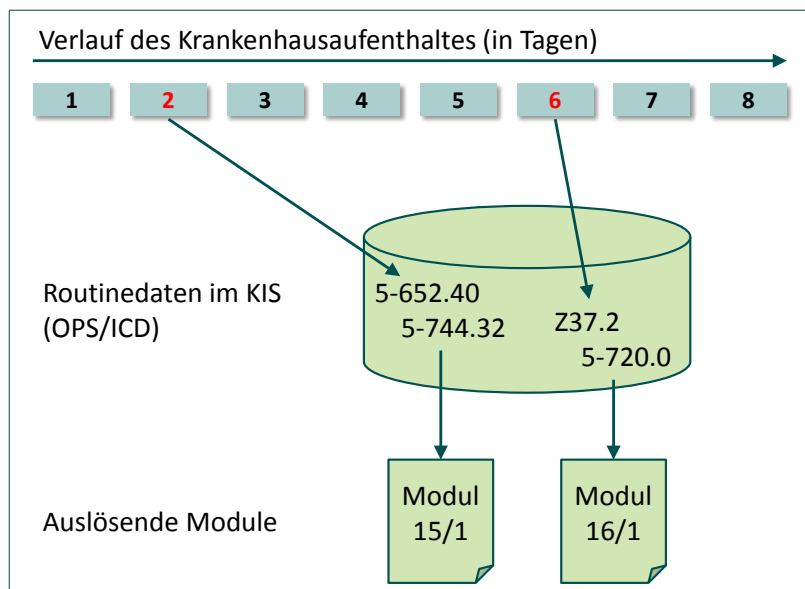 Verlauf des Krankenhausaufenthaltes (in Tagen)
1 2 3 4 5 6 7 8
Routinedaten im KIS
(OPS/ICD)
5-652.40
5-744.32
Z37.2
5-720.0
Auslösende Module
Modul
15/1
Modul
16/1